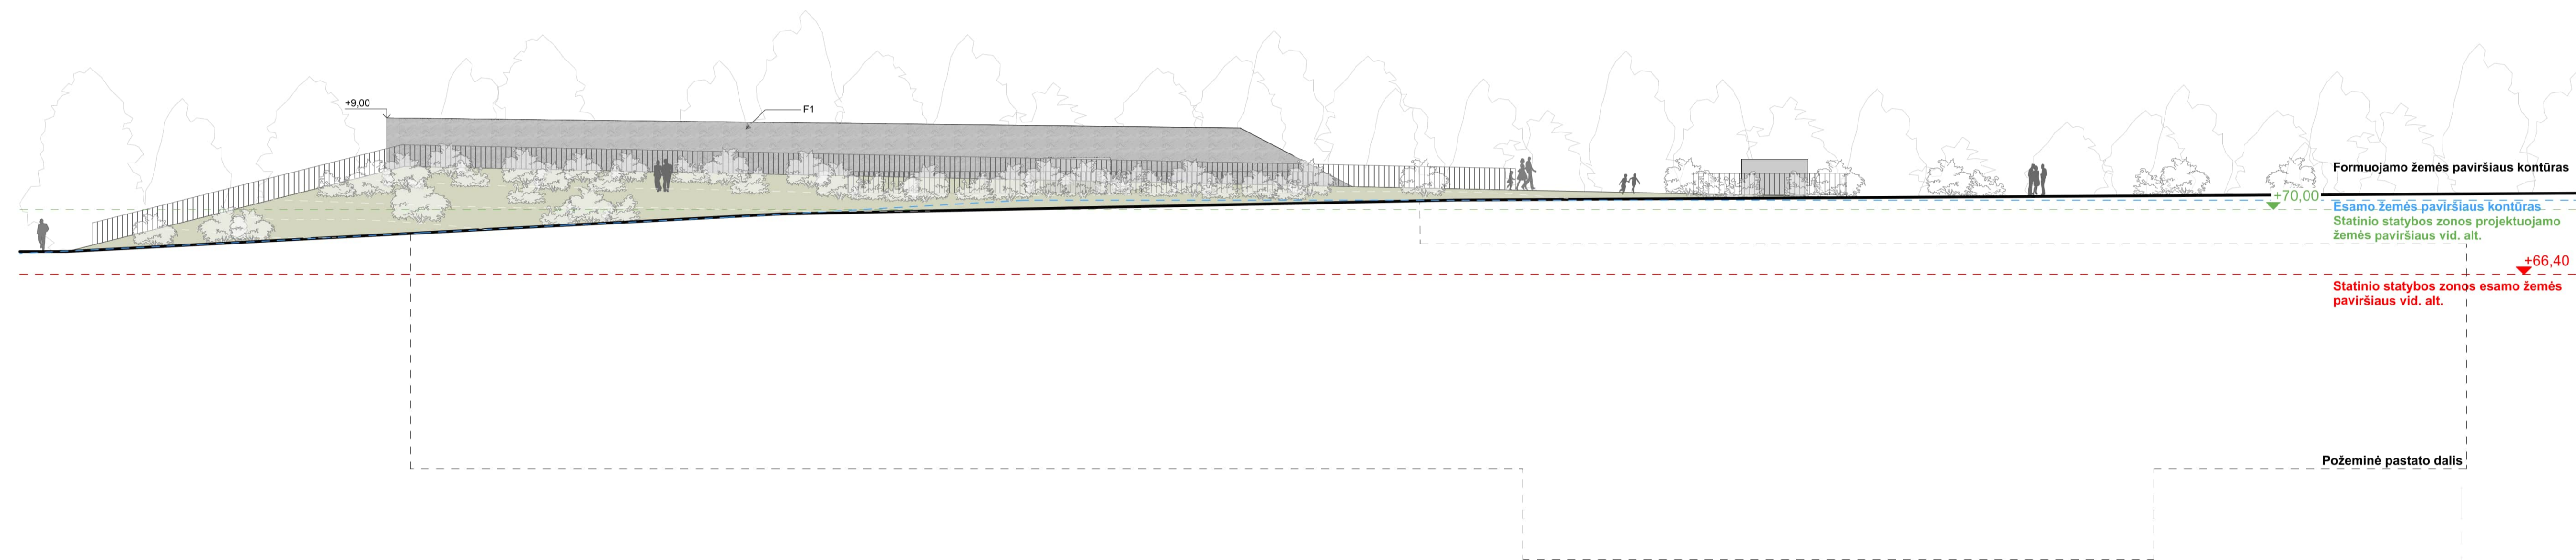 +9,00
F1
Formuojamo žemės paviršiaus kontūras
+70,00
Esamo žemės paviršiaus kontūras
Statinio statybos zonos projektuojamo
žemės paviršiaus vid. alt.
+66,40
Statinio statybos zonos esamo žemės
paviršiaus vid. alt.
Požeminė pastato dalis